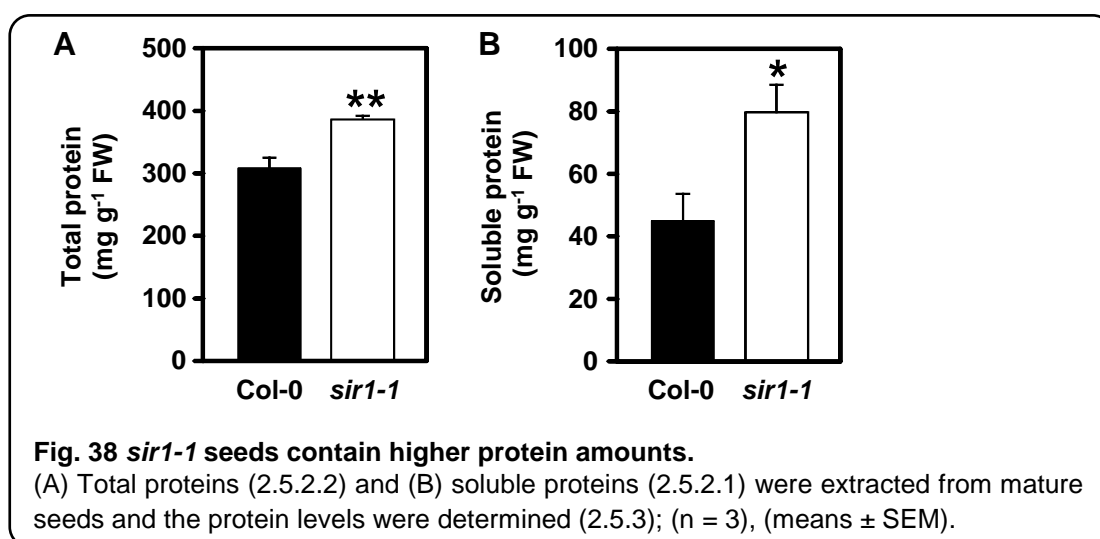 A
B
Total protein
(mg g⁻¹ FW)
500
400
300
200
100
0
**
Col-0 sir1-1
Soluble protein
(mg g⁻¹ FW)
100
80
60
40
20
0
*
Col-0 sir1-1
Fig. 38 sir1-1 seeds contain higher protein amounts.
(A) Total proteins (2.5.2.2) and (B) soluble proteins (2.5.2.1) were extracted from mature
seeds and the protein levels were determined (2.5.3); (n = 3), (means ± SEM).